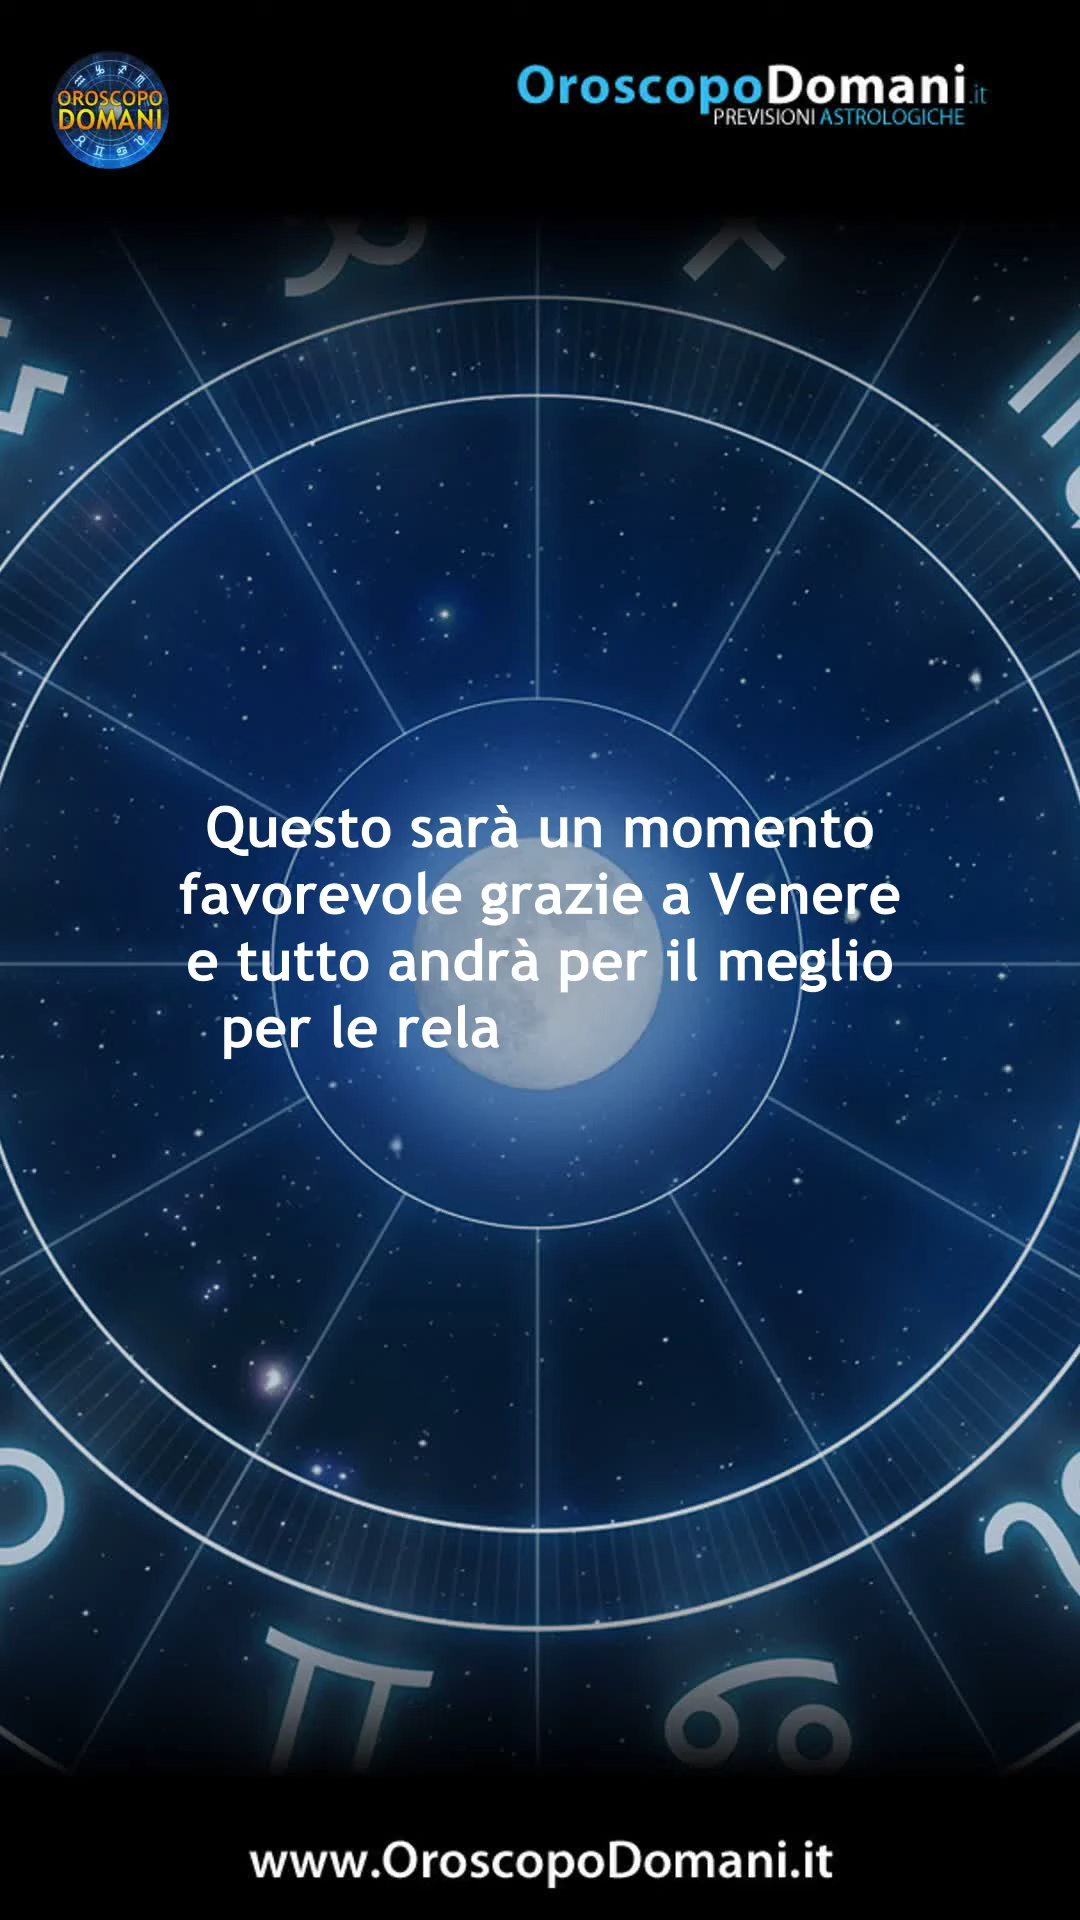 OROSCOPO
DOMANI
OroscopoDomani.it
PREVISIONI ASTROLOGICHE
Questo sarà un momento
favorevole grazie a Venere
e tutto andrà per il meglio
per le rela
www.OroscopoDomani.it